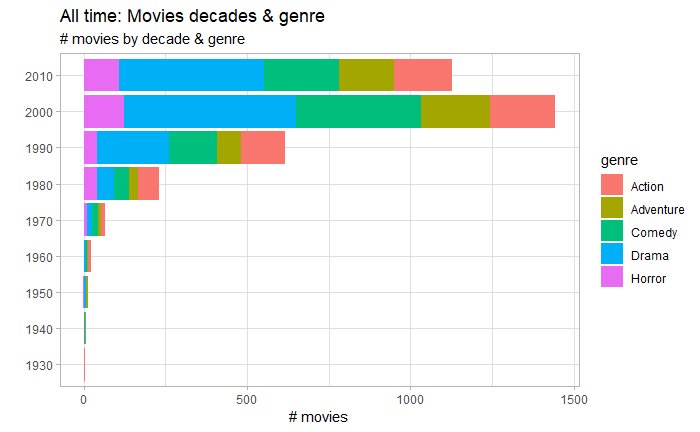 All time: Movies decades & genre
# movies by decade & genre
2010
2000
1990
1980
1970
1960
1950
1940
1930
0 500 1000 1500
# movies
genre
Action
Adventure
Comedy
Drama
Horror